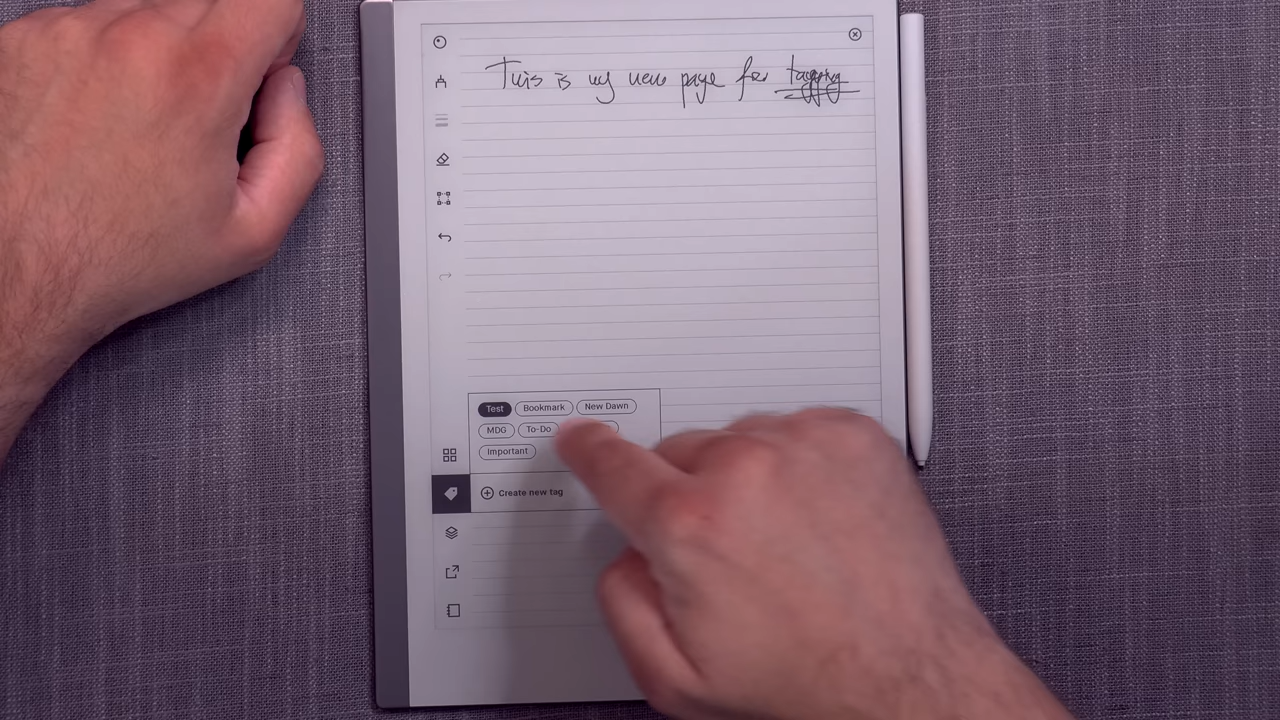 This is my new page for tagging
Test Bookmark New Dawn
MDG To-Do
Important
Create new tag